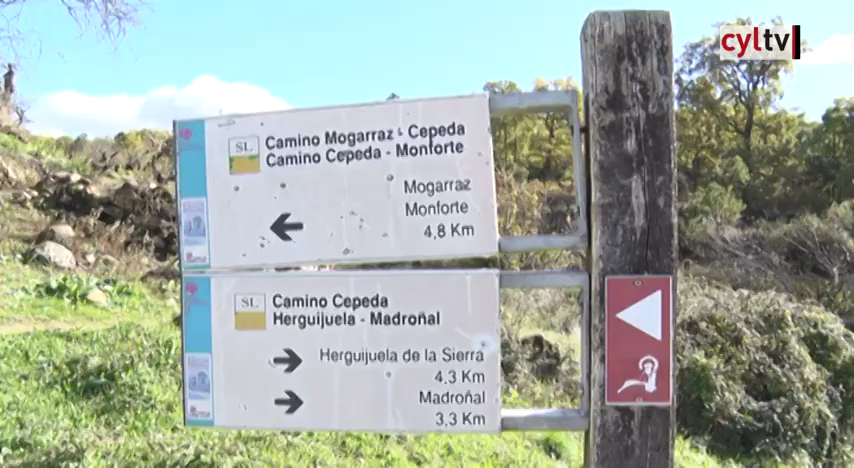 cyltv
SL
Camino Mogarraz - Cepeda
Camino Cepeda - Monforte
Mogarraz
Monforte
4,8 Km
SL
Camino Cepeda
Herguijuela - Madroñal
Herguijuela de la Sierra
4,3 Km
Madroñal
3,3 Km